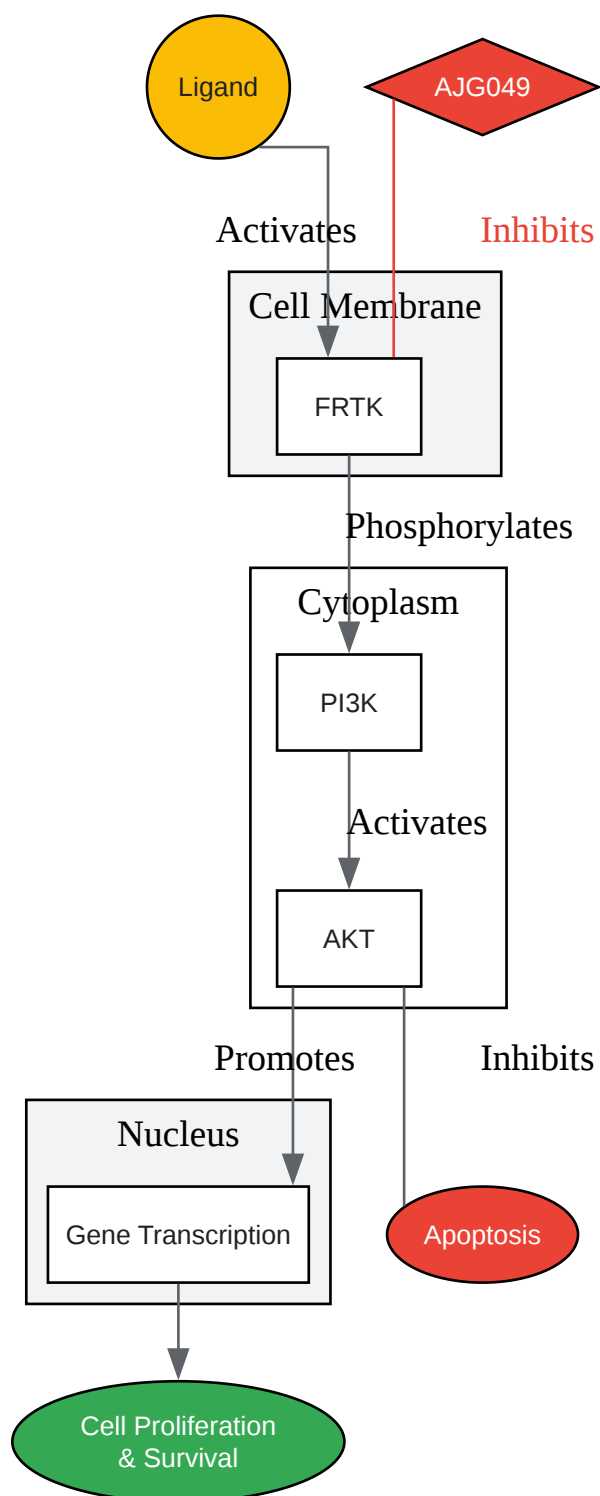 Ligand
AJG049
Activates
Inhibits
Cell Membrane
FRTK
Phosphorylates
Cytoplasm
PI3K
Activates
AKT
Promotes
Inhibits
Nucleus
Gene Transcription
Apoptosis
Cell Proliferation
& Survival